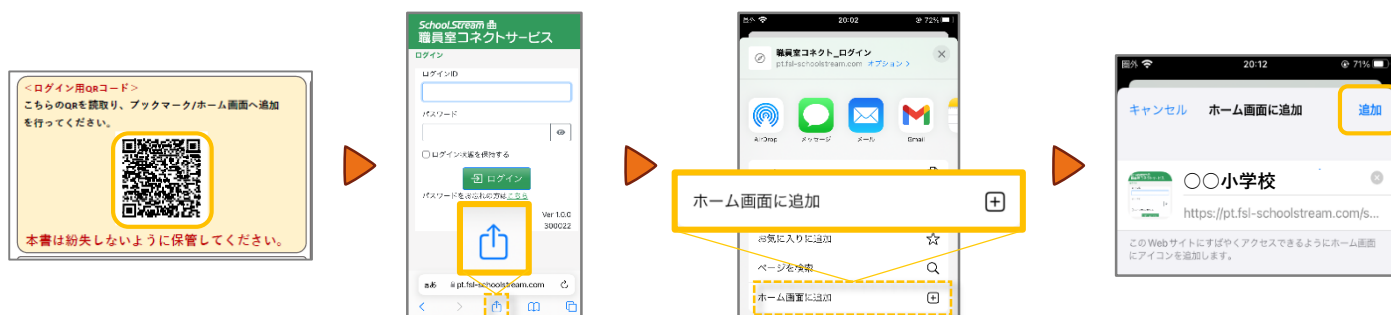 <ログイン用QRコード>
こちらのQRを読取り、ブックマーク/ホーム画面へ追加
を行ってください。
本書は紛失しないように保管してください。
School.Stream
職員室コネクトサービス
ログイン
ログインID
パスワード
ログイン状態を保持する
ログイン
パスワードをお忘れの方はこちら
Ver 1.0.0
300022
ああ pt.fsl-schoolstream.com
圏外 20:02 72%
職員室コネクト_ログイン
pt.fsl-schoolstream.com オプション >
AirDrop メッセージ メール Gmail
ホーム画面に追加
お気に入りに追加
ページを検索
ホーム画面に追加
圏外 20:12 71%
キャンセル ホーム画面に追加 追加
〇〇小学校
https://pt.fsl-schoolstream.com/s...
このWebサイトにすばやくアクセスできるようにホーム画面
にアイコンを追加します。